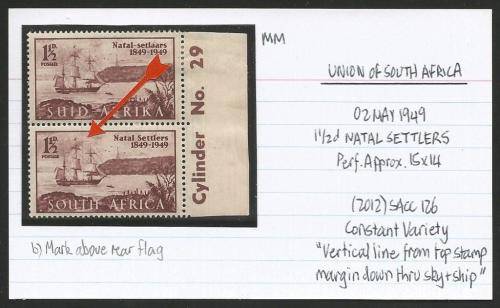 1½D.
POSSEËL
Natal-setlaars
1849-1949
SUID-AFRIKA
1½D.
POSTAGE
Natal Settlers
1849-1949
SOUTH AFRICA
Cylinder No. 29
b) Mark above rear flag
MM
UNION OF SOUTH AFRICA
02 MAY 1949
1½d NATAL SETTLERS
Perf. Approx. 15x14
(2012) SACC 126
Constant Variety
"Vertical line from top stamp
margin down thru sky + ship"